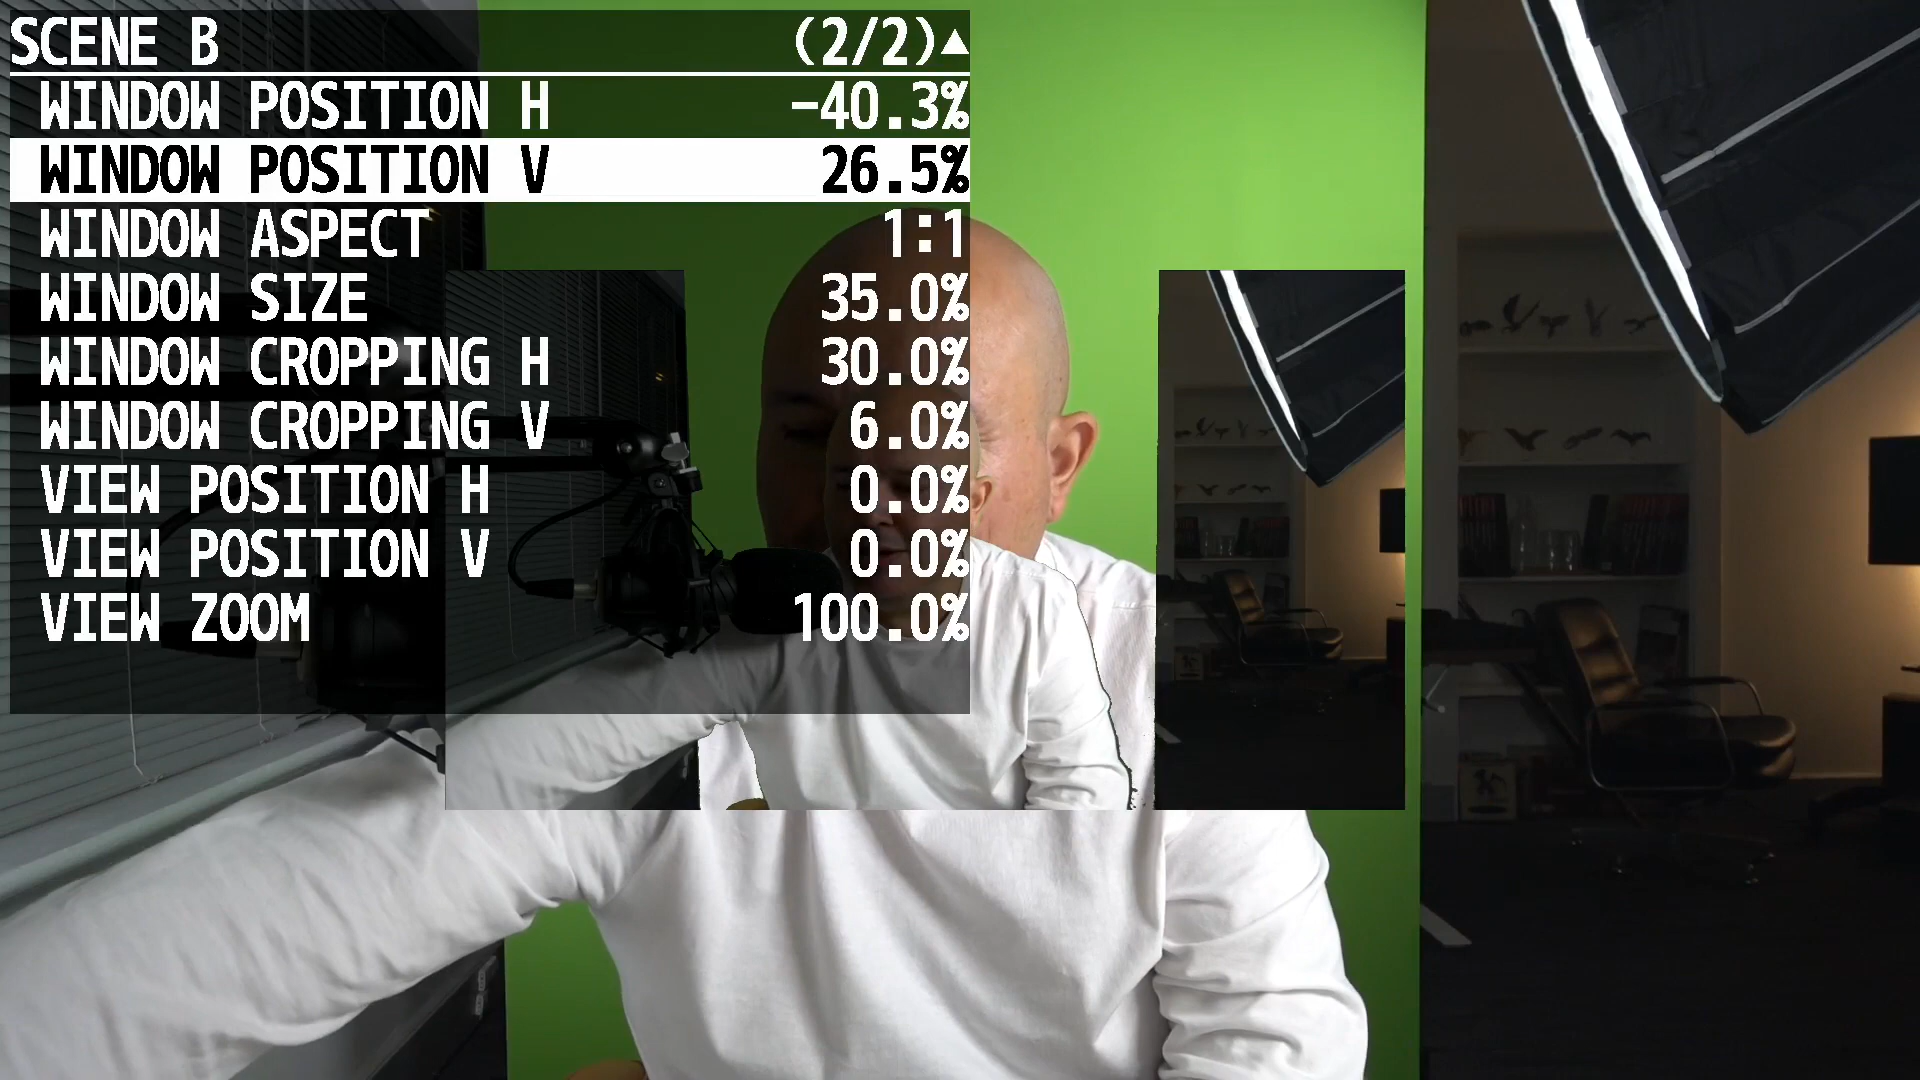 SCENE B (2/2)▲
WINDOW POSITION H -40.3%
WINDOW POSITION V 26.5%
WINDOW ASPECT 1:1
WINDOW SIZE 35.0%
WINDOW CROPPING H 30.0%
WINDOW CROPPING V 6.0%
VIEW POSITION H 0.0%
VIEW POSITION V 0.0%
VIEW ZOOM 100.0%